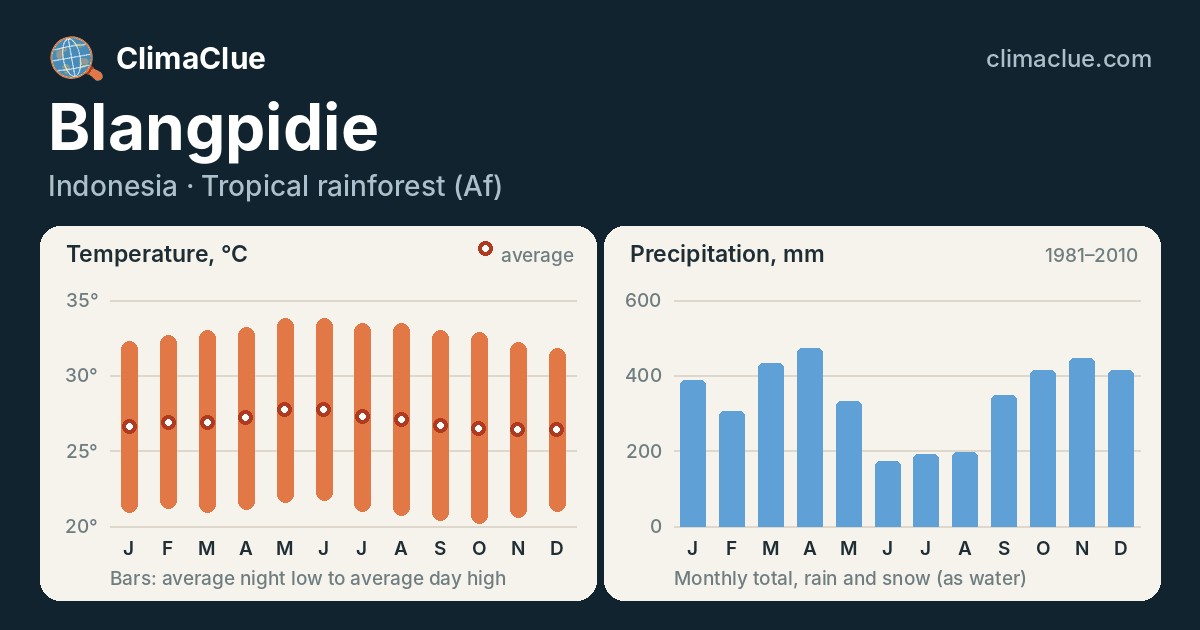 ClimaClue
climaclue.com
Blangpidie
Indonesia · Tropical rainforest (Af)
Temperature, °C
average
35°
30°
25°
20°
J F M A M J J A S O N D
Bars: average night low to average day high
Precipitation, mm
1981–2010
600
400
200
0
J F M A M J J A S O N D
Monthly total, rain and snow (as water)